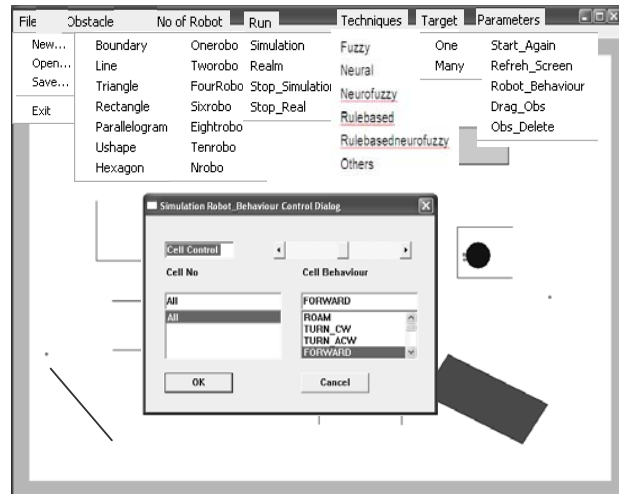 File Obstacle No of Robot Run Techniques Target Parameters
New...
Open...
Save...
Exit
Boundary
Line
Triangle
Rectangle
Parallelogram
Ushape
Hexagon
Onerobo
Tworobo
FourRobo
Sixrobo
Eightrobo
Tenrobo
Nrobo
Simulation
Realm
Stop_Simulation
Stop_Real
Fuzzy
Neural
Neurofuzzy
Rulebased
Rulebasedneurofuzzy
Others
One
Many
Start_Again
Refreh_Screen
Robot_Behaviour
Drag_Obs
Obs_Delete
Simulation Robot_Behaviour Control Dialog
Cell Control
Cell No
All
All
Cell Behaviour
FORWARD
ROAM
TURN_CW
TURN_ACW
FORWARD
OK Cancel